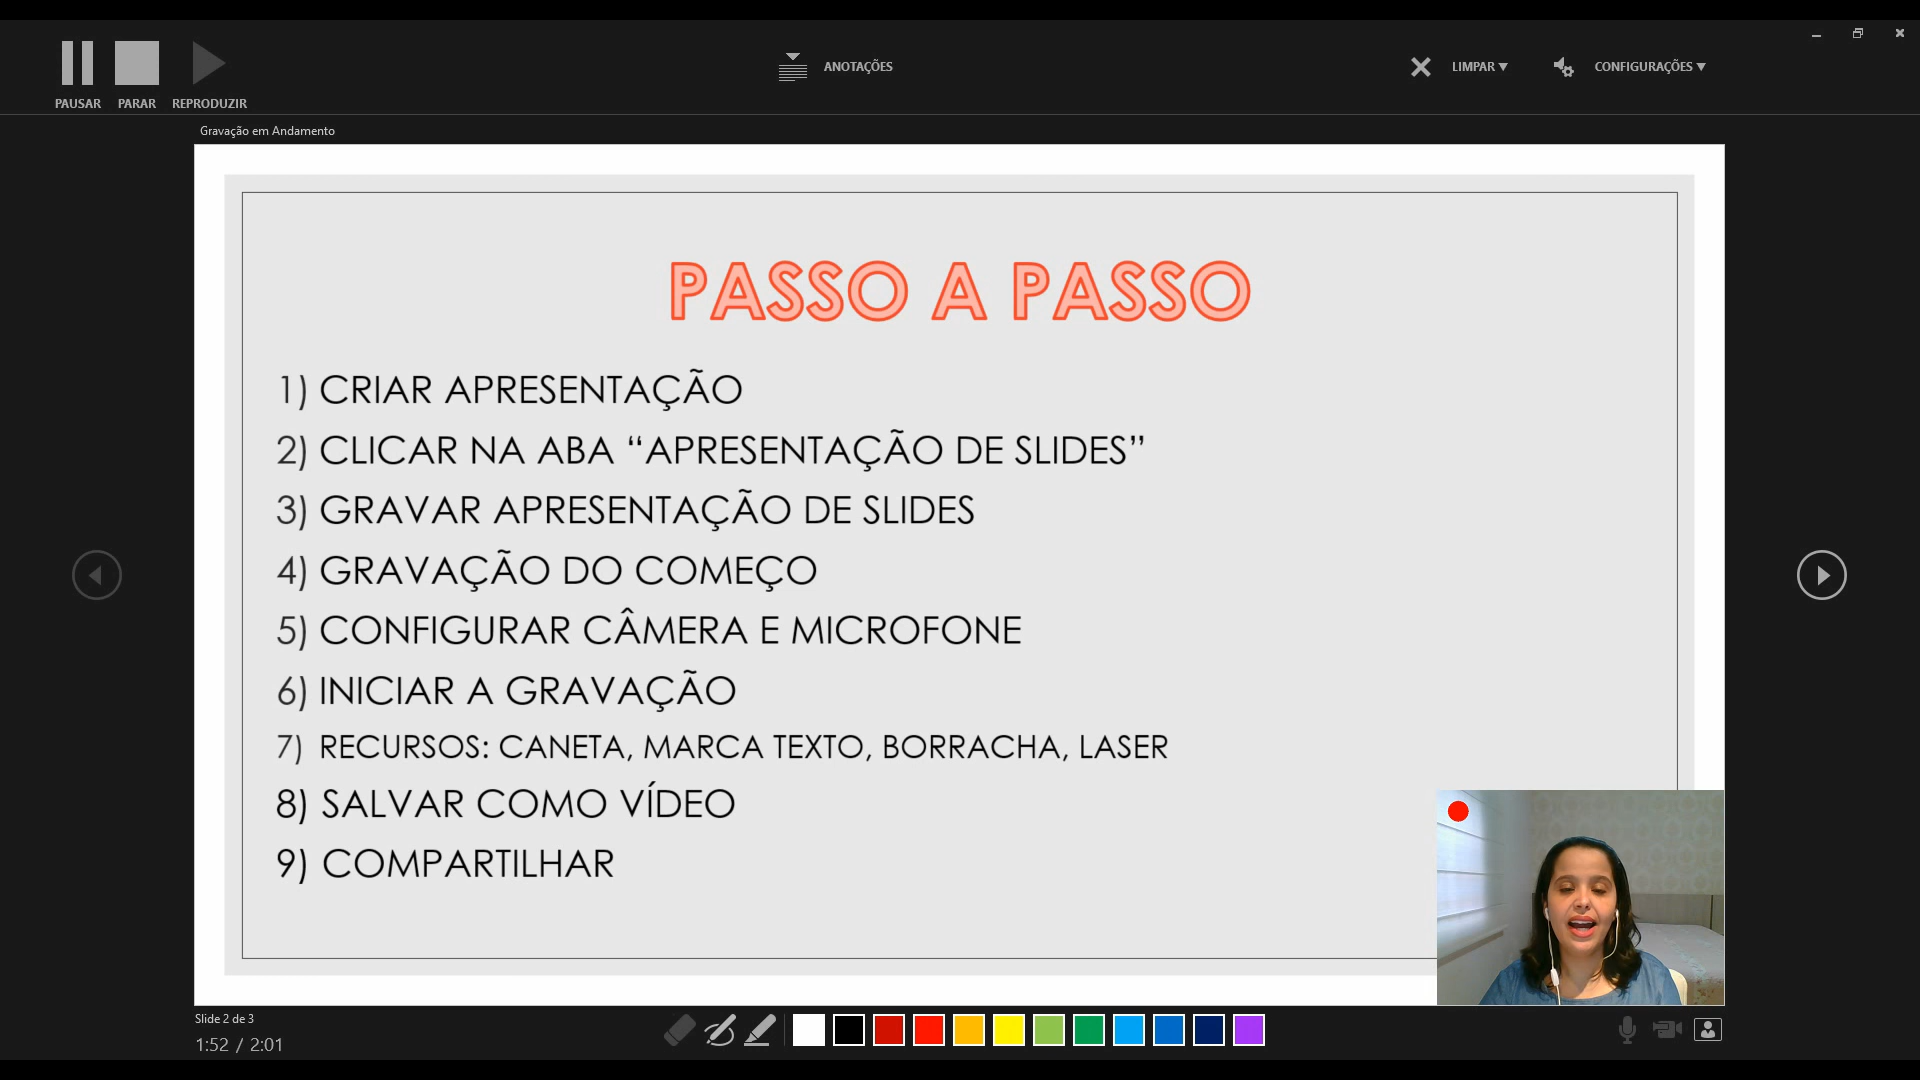 PAUSAR PARAR REPRODUZIR
ANOTAÇÕES
LIMPAR
CONFIGURAÇÕES
Gravação em Andamento
PASSO A PASSO
1) CRIAR APRESENTAÇÃO
2) CLICAR NA ABA “APRESENTAÇÃO DE SLIDES”
3) GRAVAR APRESENTAÇÃO DE SLIDES
4) GRAVAÇÃO DO COMEÇO
5) CONFIGURAR CÂMERA E MICROFONE
6) INICIAR A GRAVAÇÃO
7) RECURSOS: CANETA, MARCA TEXTO, BORRACHA, LASER
8) SALVAR COMO VÍDEO
9) COMPARTILHAR
Slide 2 de 3
1:52 / 2:01